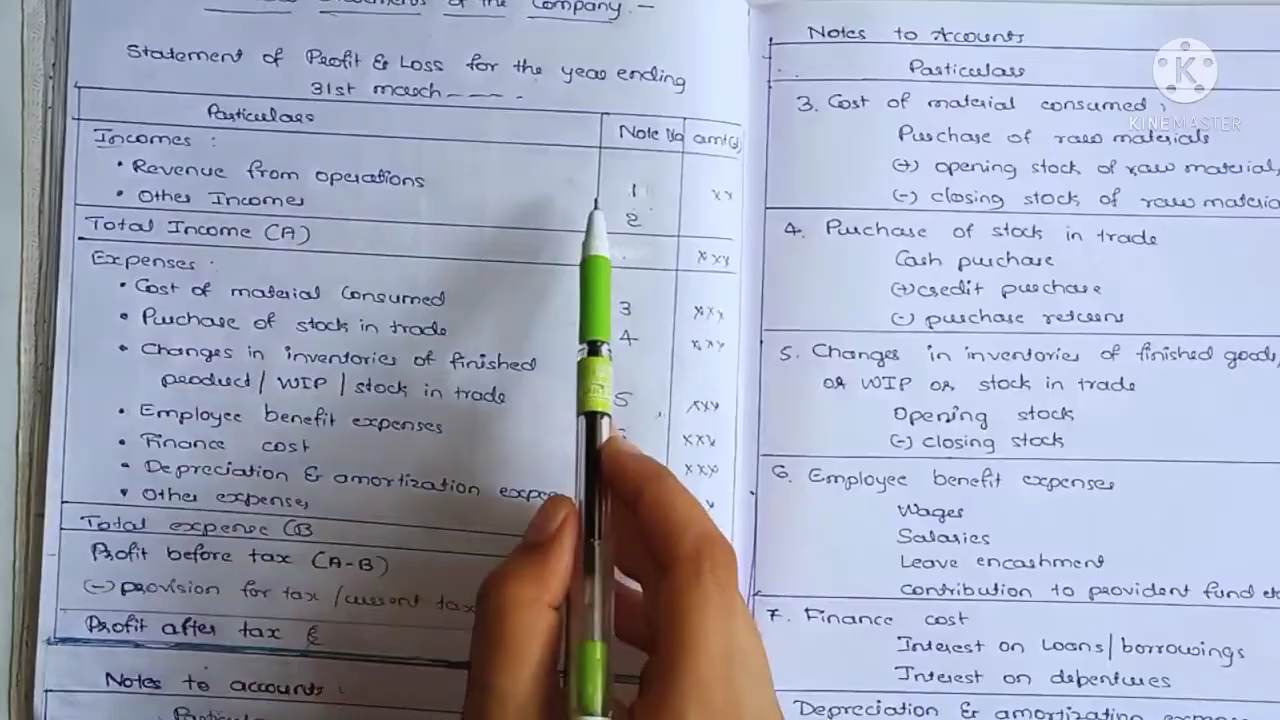 of the Company.-
Statement of Profit & Loss for the year ending
31st march----.
Particulars
Note No
amt(₹)
Incomes:
• Revenue from operations
1
xx
• Other Incomes
2
Total Income (A)
xxx
Expenses:
• Cost of material Consumed
3
xxx
• Purchase of stock in trade
4
xxx
• Changes in inventories of finished
product/ WIP / stock in trade
5
xxx
• Employee benefit expenses
xxx
• Finance cost
xxx
• Depreciation & amortization expen
• Other expenses
Total expense (B
Profit before tax (A-B)
(-) provision for tax / current tax
Profit after tax
Notes to accounts:
Notes to Accounts
Particulars
3. Cost of material consumed:
Purchase of raw materials
(+) opening stock of raw material
(-) closing stock of raw materia
4. Purchase of stock in trade
Cash purchase
(+) credit purchase
(-) purchase returns
5. Changes in inventories of finished goods
or WIP or stock in trade
Opening stock
(-) closing stock
6. Employee benefit expenses
Wages
Salaries
Leave encashment
Contribution to provident fund etc
7. Finance cost
Interest on Loans/borrowings
Interest on debentures
Depreciation & amortization expense
K
KINEMASTER